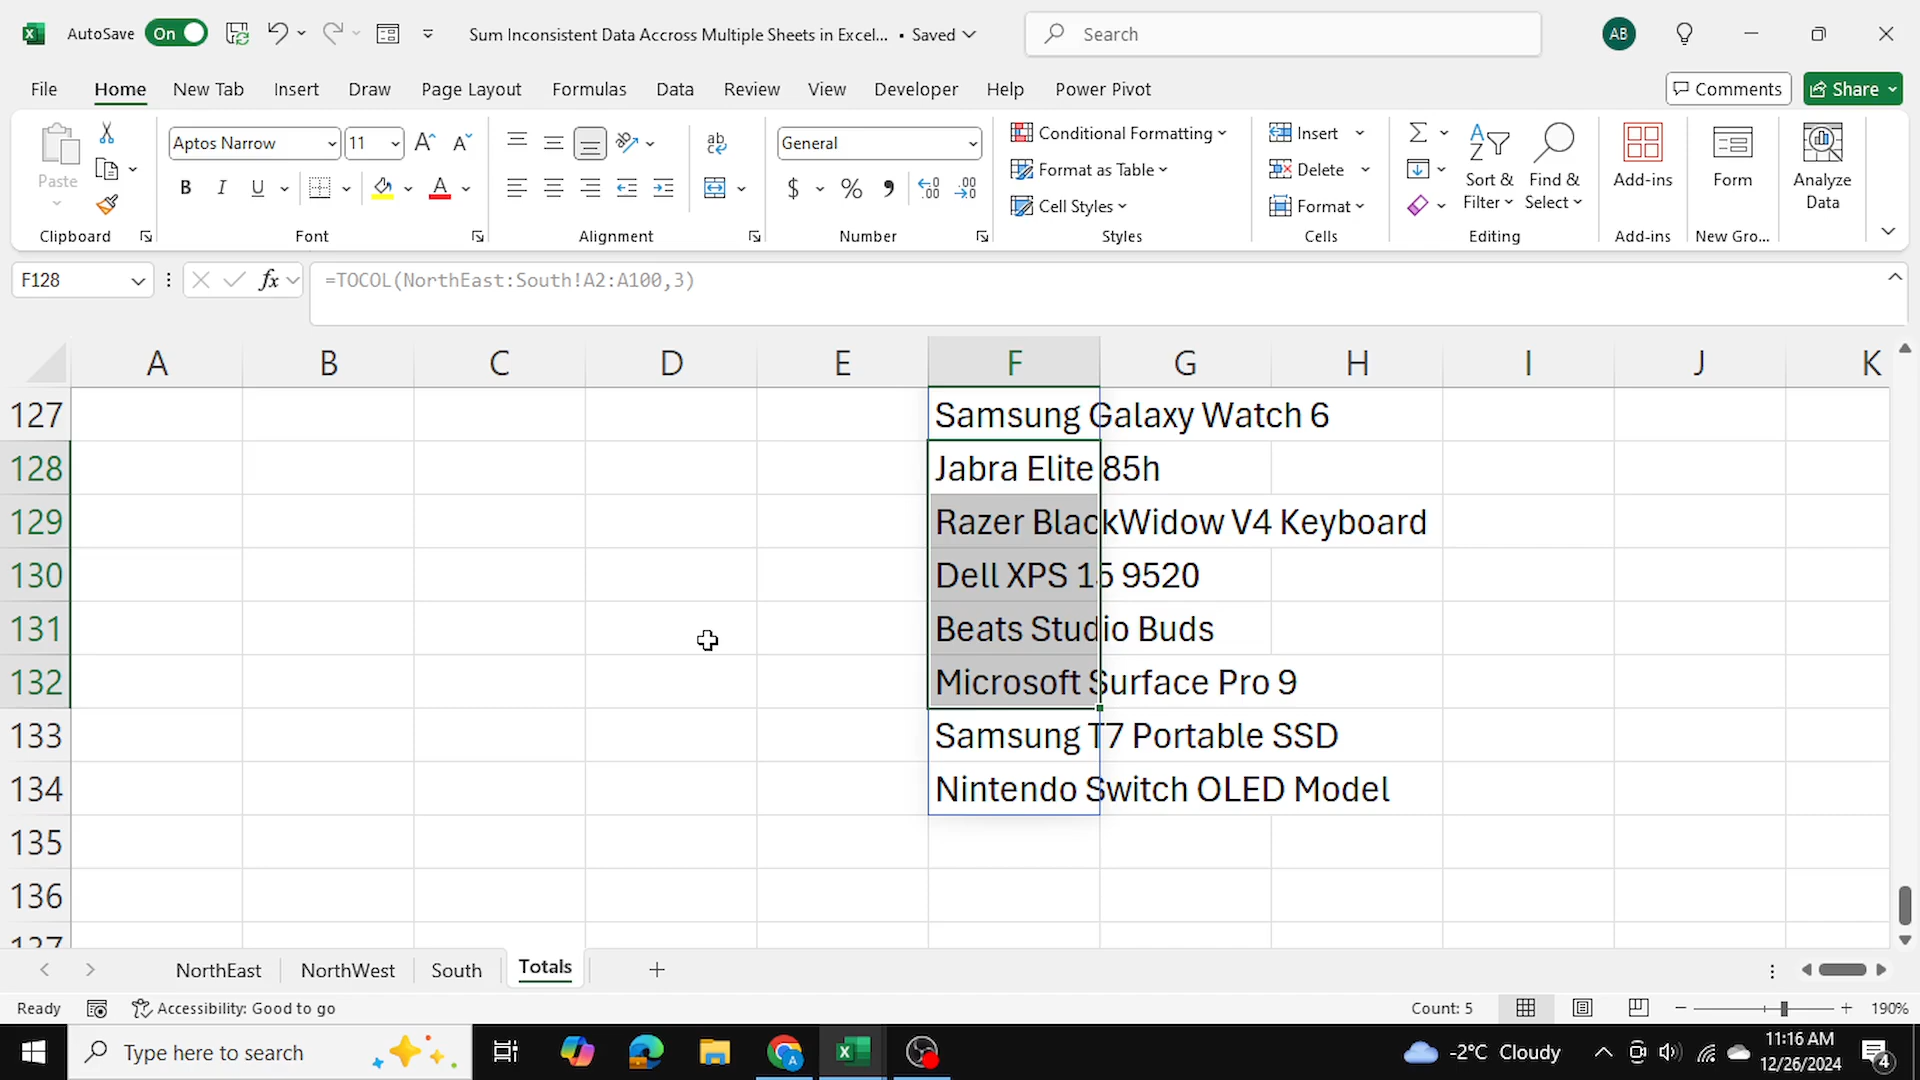 AutoSave On Sum Inconsistent Data Accross Multiple Sheets in Excel... • Saved Search AB
File Home New Tab Insert Draw Page Layout Formulas Data Review View Developer Help Power Pivot Comments Share
Paste Aptos Narrow 11 General Conditional Formatting Insert Sort & Find & Add-ins Form Analyze
B I U A $ % Format as Table Delete Filter Select Data
Cell Styles Format
Clipboard Font Alignment Number Styles Cells Editing Add-ins New Gro...
F128 fx =TOCOL(NorthEast:South!A2:A100,3)
A B C D E F G H I J K
127 Samsung Galaxy Watch 6
128 Jabra Elite 85h
129 Razer BlackWidow V4 Keyboard
130 Dell XPS 15 9520
131 Beats Studio Buds
132 Microsoft Surface Pro 9
133 Samsung T7 Portable SSD
134 Nintendo Switch OLED Model
135
136
137
NorthEast NorthWest South Totals
Ready Accessibility: Good to go Count: 5 190%
Type here to search -2°C Cloudy 11:16 AM
12/26/2024 4